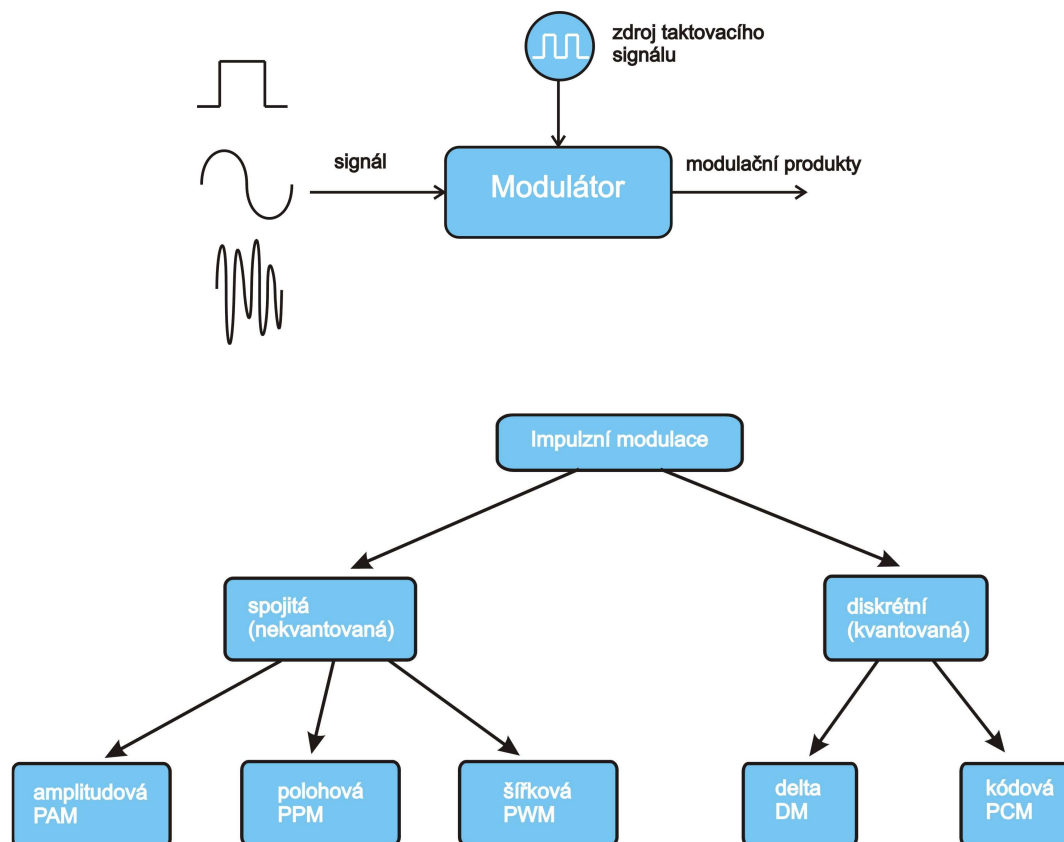 zdroj taktovacího
signálu
signál
Modulátor
modulační produkty
Impulzní modulace
spojitá
(nekvantovaná)
diskrétní
(kvantovaná)
amplitudová
PAM
polohová
PPM
šířková
PWM
delta
DM
kódová
PCM